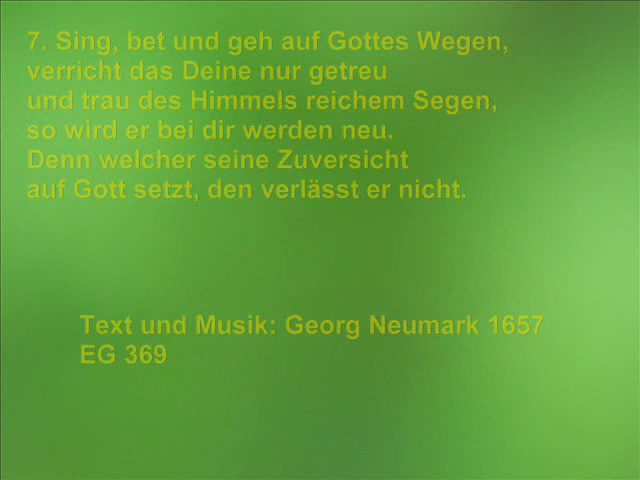 7. Sing, bet und geh auf Gottes Wegen,
verricht das Deine nur getreu
und trau des Himmels reichem Segen,
so wird er bei dir werden neu.
Denn welcher seine Zuversicht
auf Gott setzt, den verlässt er nicht.
Text und Musik: Georg Neumark 1657
EG 369